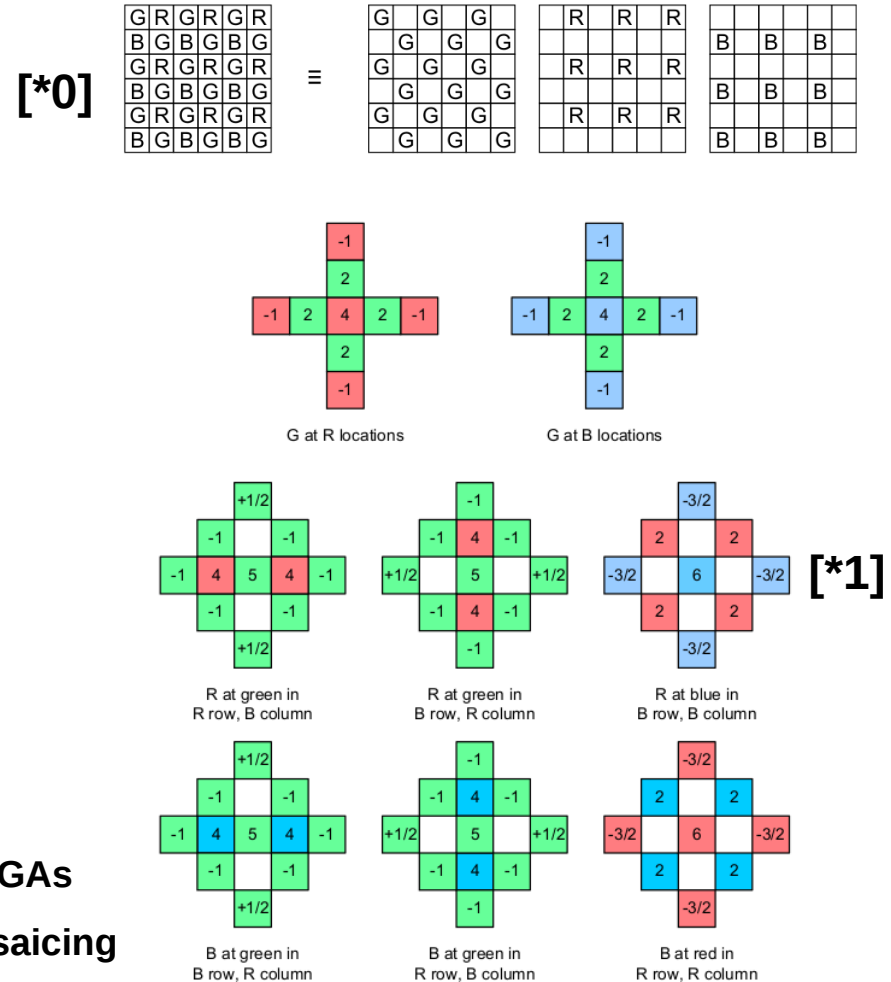 G R G R G R G G G R R R
B G B G B G G G G B B B
G R G R G R G G G R R R
[*0] B G B G B G ≡ G G G B B B
G R G R G R G G G R R R
B G B G B G G G G B B B
-1 -1
2 2
-1 2 4 2 -1 -1 2 4 2 -1
2 2
-1 -1
G at R locations G at B locations
+1/2 -1 -3/2
-1 -1 -1 4 -1 2 2
-1 4 5 4 -1 +1/2 5 +1/2 -3/2 6 -3/2 [*1]
-1 -1 -1 4 -1 2 2
+1/2 -1 -3/2
R at green in R at green in R at blue in
R row, B column B row, R column B row, B column
+1/2 -1 -3/2
-1 -1 -1 4 -1 2 2
-1 4 5 4 -1 +1/2 5 +1/2 -3/2 6 -3/2
GAs -1 -1 -1 4 -1 2 2
+1/2 -1 -3/2
saicing
B at green in B at green in B at red in
B row, R column R row, B column R row, R column